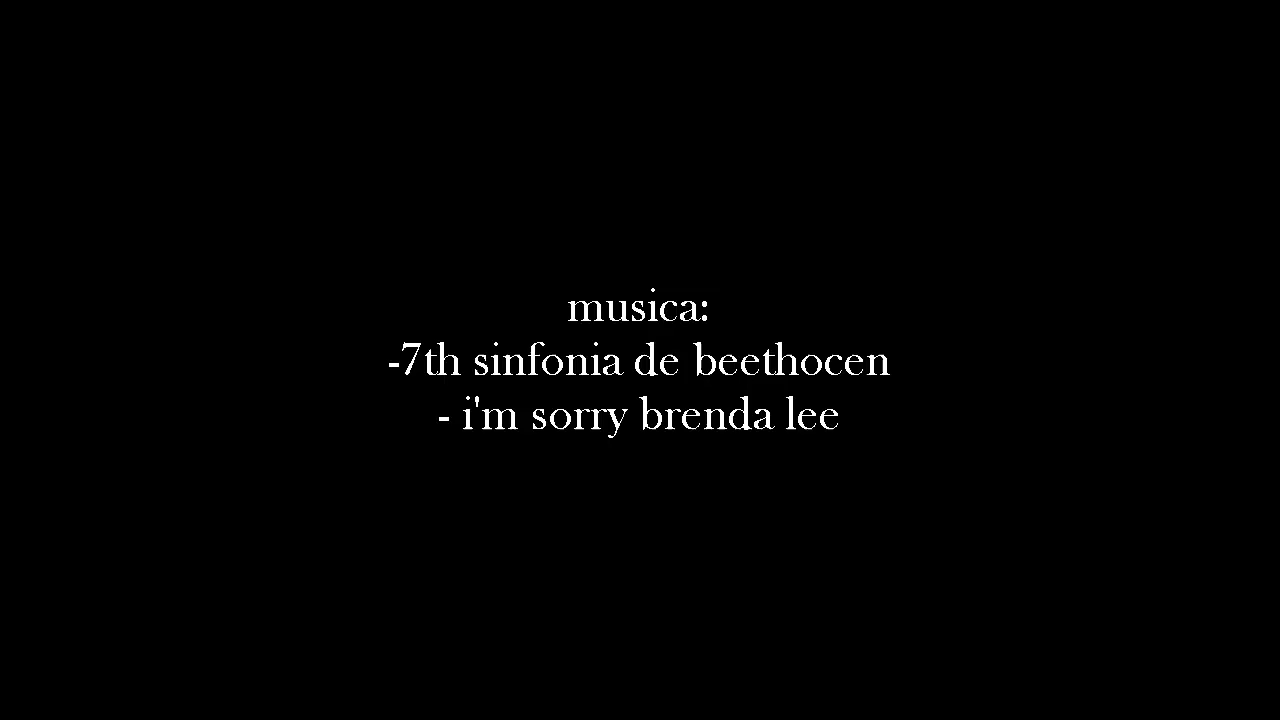 musica:
-7th sinfonia de beethocen
- i'm sorry brenda lee